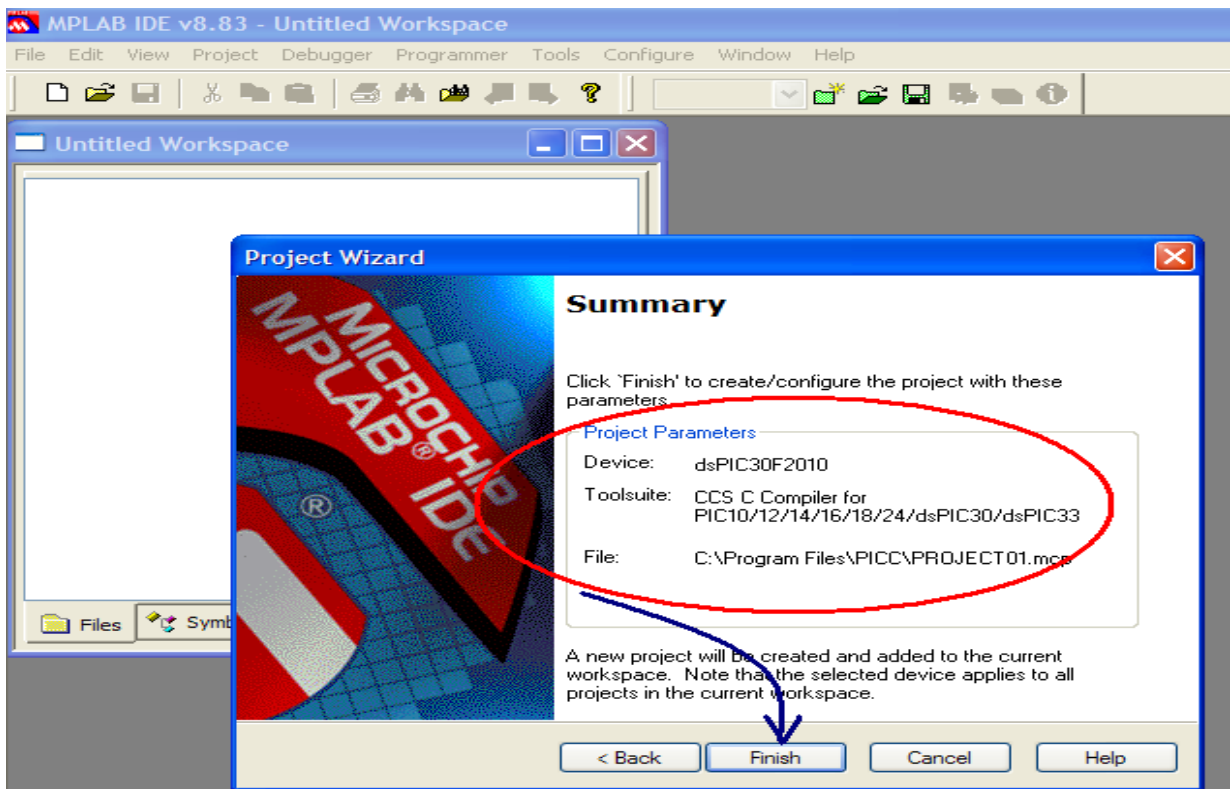 MPLAB IDE v8.83 - Untitled Workspace
File Edit View Project Debugger Programmer Tools Configure Window Help
Untitled Workspace
Files
Symb
Project Wizard
MICROCHIP
MPLAB® IDE
®
Summary
Click `Finish' to create/configure the project with these
parameters.
Project Parameters
Device: dsPIC30F2010
Toolsuite: CCS C Compiler for
PIC10/12/14/16/18/24/dsPIC30/dsPIC33
File: C:\Program Files\PICC\PROJECT01.mcp
A new project will be created and added to the current
workspace. Note that the selected device applies to all
projects in the current workspace.
< Back Finish Cancel Help